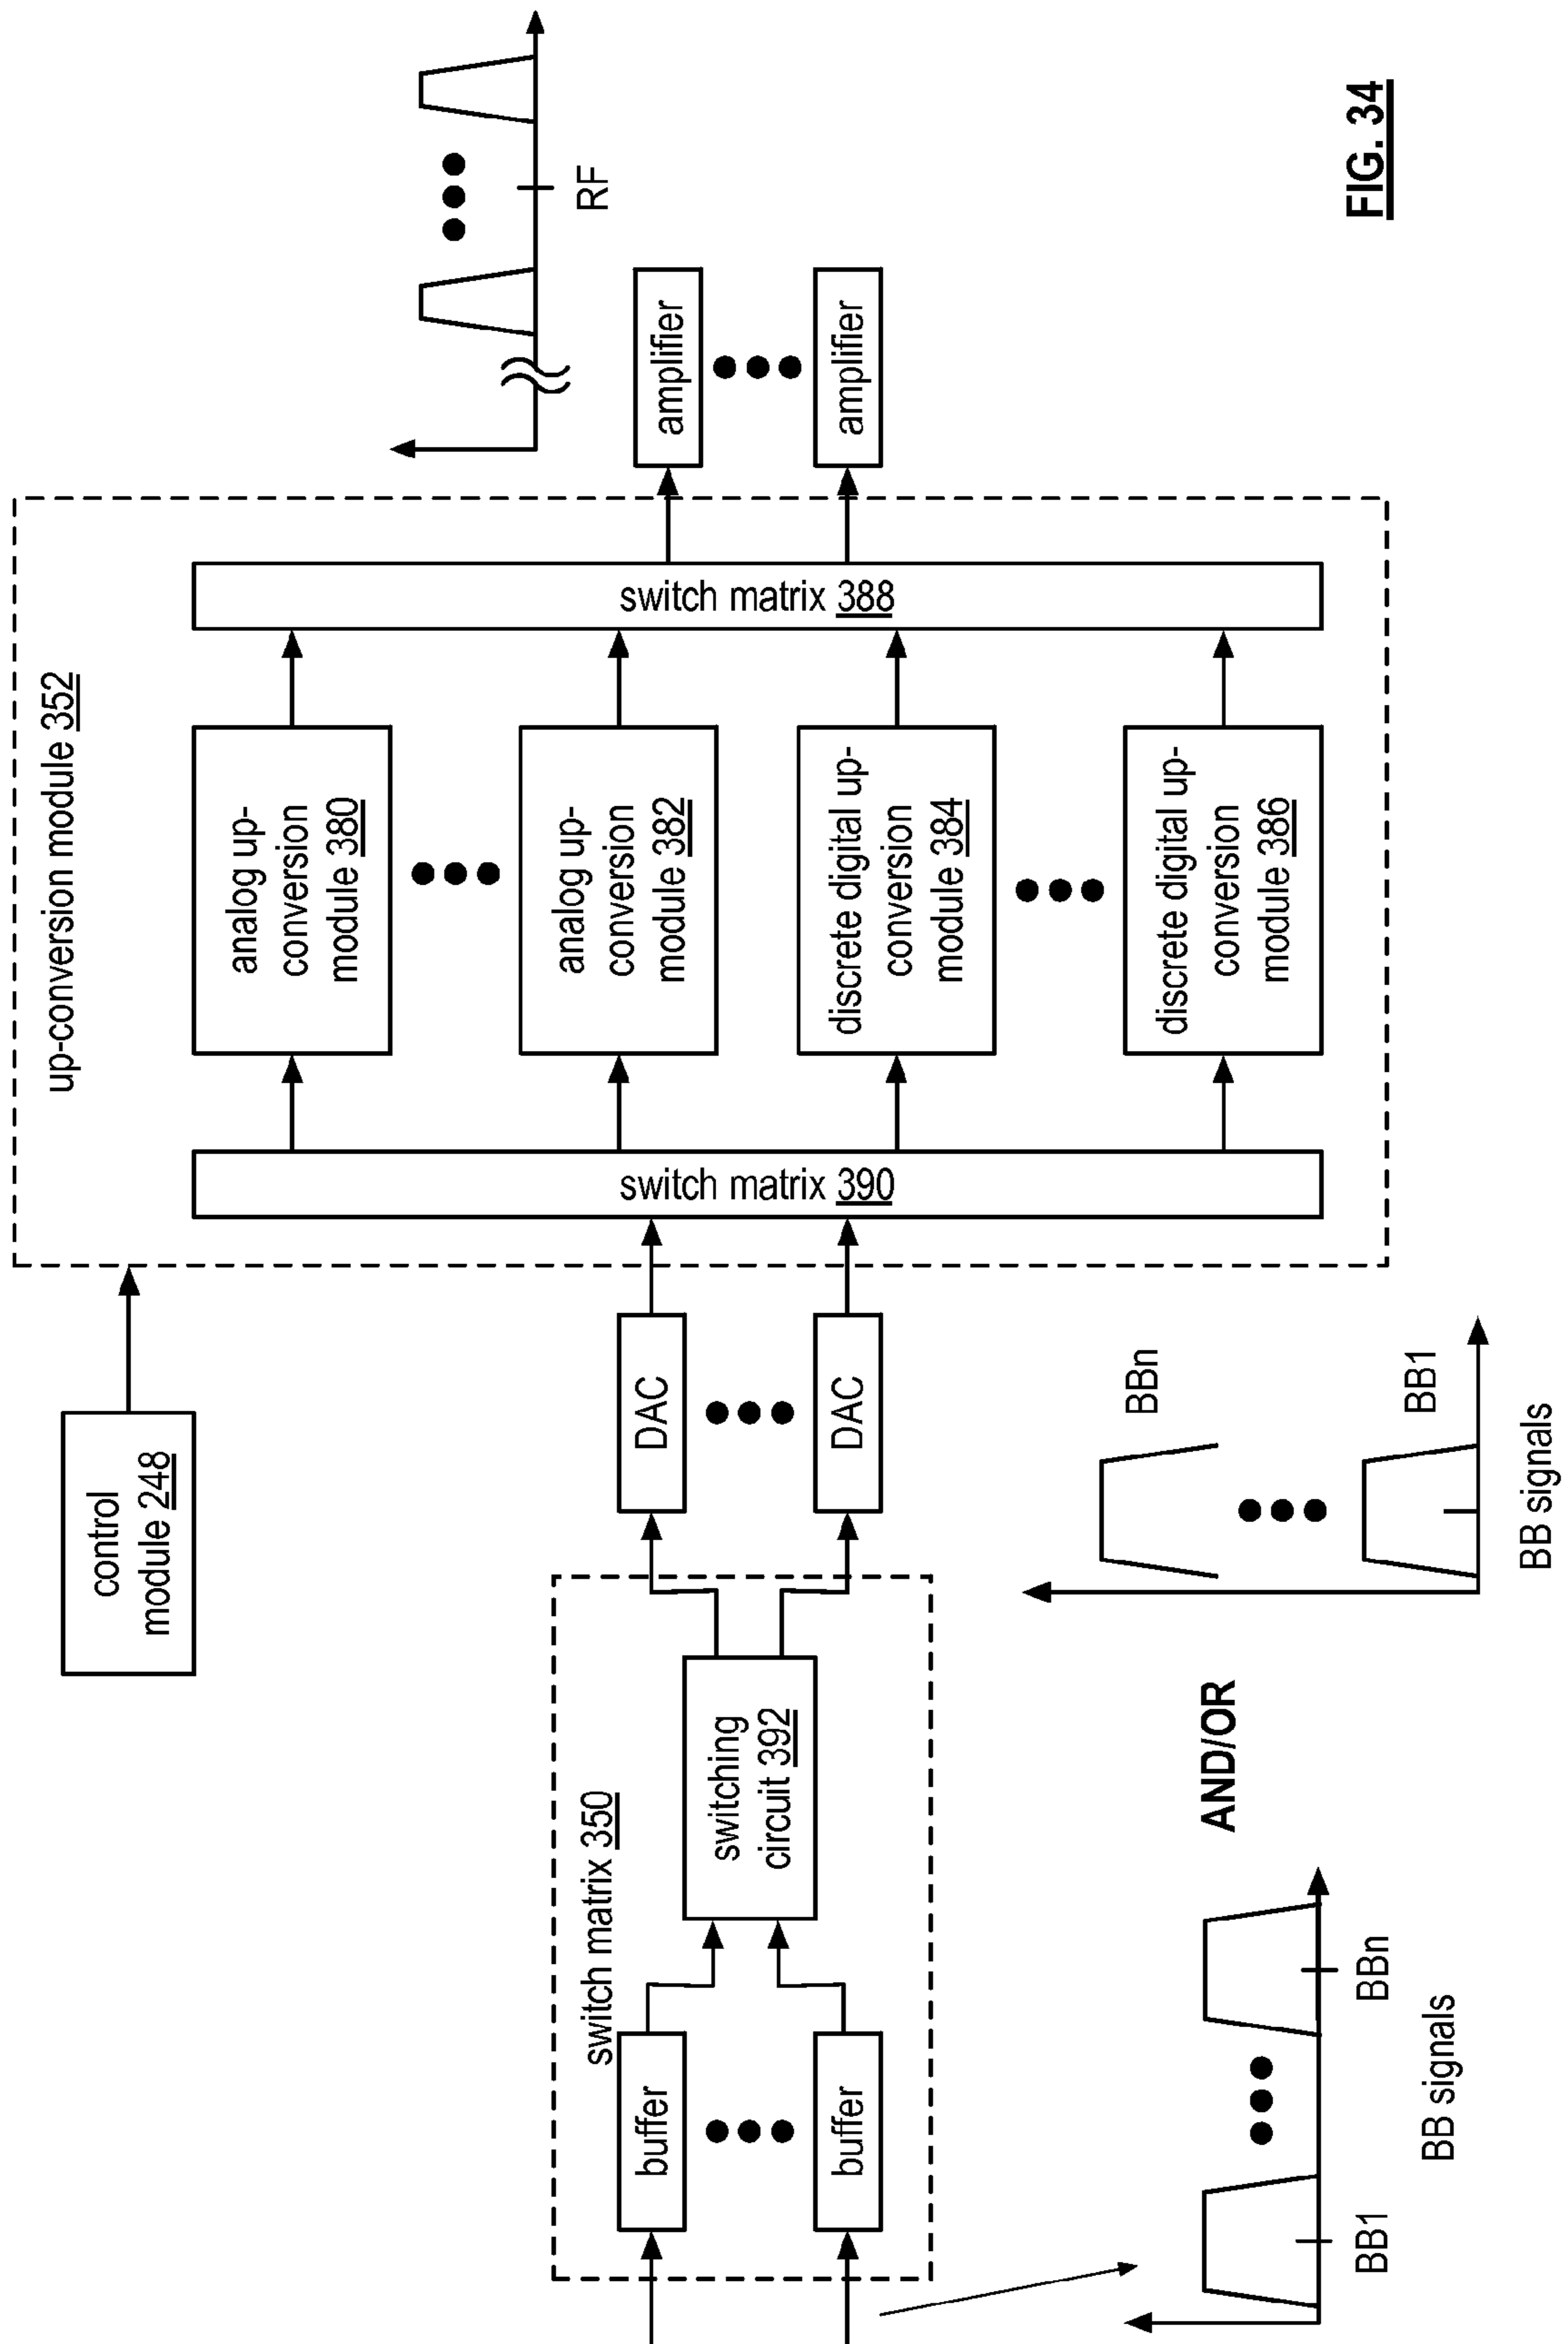 up-conversion module 352
control
module 248
switch matrix 350
buffer
buffer
switching
circuit 392
DAC
DAC
switch matrix 390
analog up-
conversion
module 380
analog up-
conversion
module 382
discrete digital up-
conversion
module 384
discrete digital up-
conversion
module 386
switch matrix 388
amplifier
amplifier
RF
BB1
BBn
BB signals
AND/OR
BBn
BB1
BB signals
FIG. 34